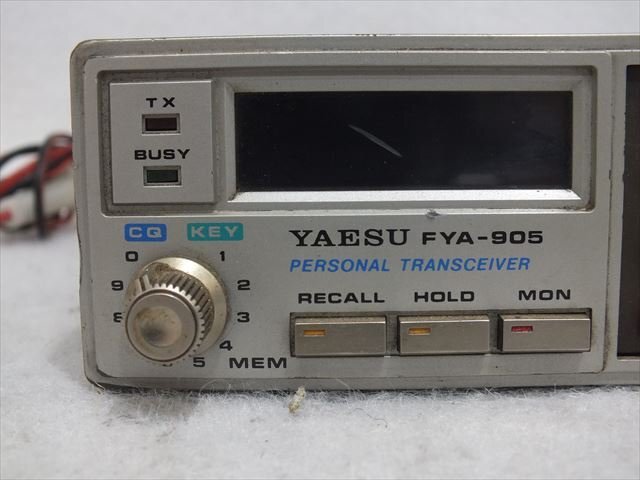 TX
BUSY
CQ KEY
YAESU FYA-905
PERSONAL TRANSCEIVER
RECALL HOLD MON
0 1
9 2
8 3
4
5 MEM